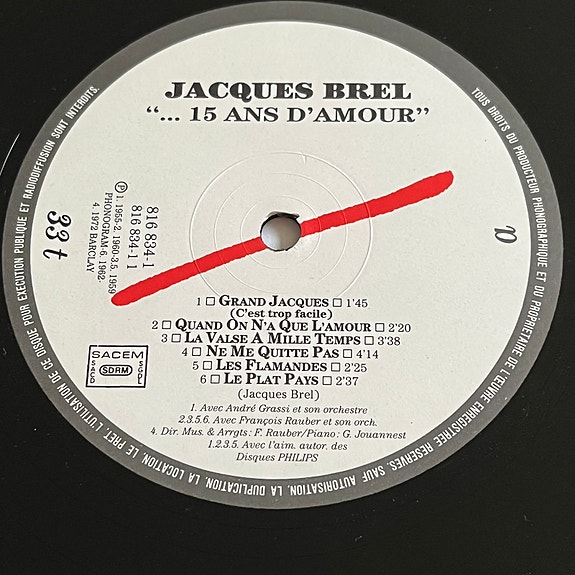 JACQUES BREL
“... 15 ANS D'AMOUR”
816 834-1
816 834-1 1
Ⓟ 1. 1955-2. 1960-3.5. 1959
PHONOGRAM 6. 1962-
4. 1972 BARCLAY
33t
1 □ GRAND JACQUES □ 1'45
(C'est trop facile)
2 □ QUAND ON N'A QUE L'AMOUR □ 2'20
3 □ LA VALSE A MILLE TEMPS □ 3'38
4 □ NE ME QUITTE PAS □ 4'14
5 □ LES FLAMANDES □ 2'25
6 □ LE PLAT PAYS □ 2'37
(Jacques Brel)
1. Avec André Grassi et son orchestre
2.3.5.6. Avec François Rauber et son orch.
4. Dir. Mus. & Arrgts : F. Rauber/Piano : G. Jouannest
1.2.3.5. Avec l'aim. autor. des
Disques PHILIPS
SACEM
SDRM
SACD
SGDL
TOUS DROITS DU PRODUCTEUR PHONOGRAPHIQUE ET DU PROPRIETAIRE DE L'ŒUVRE ENREGISTREE RESERVES. SAUF AUTORISATION, LA DUPLICATION, LA LOCATION, LE PRET, L'UTILISATION DE CE DISQUE POUR EXECUTION PUBLIQUE ET RADIODIFFUSION SONT INTERDITS.